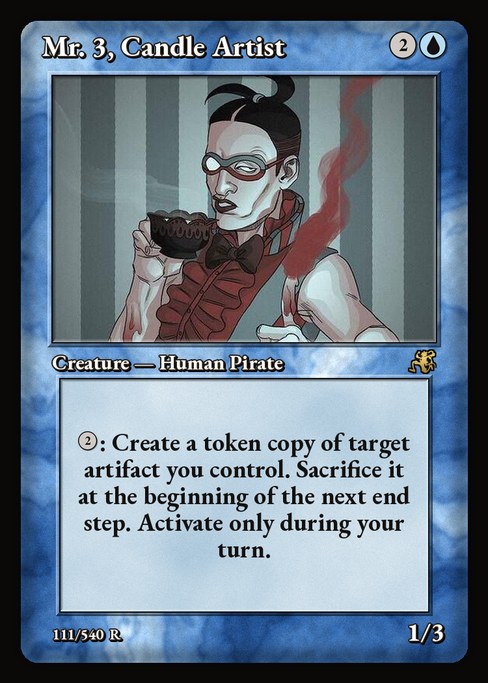 Mr. 3, Candle Artist 2
Creature — Human Pirate
2: Create a token copy of target
artifact you control. Sacrifice it
at the beginning of the next end
step. Activate only during your
turn.
111/540 R 1/3